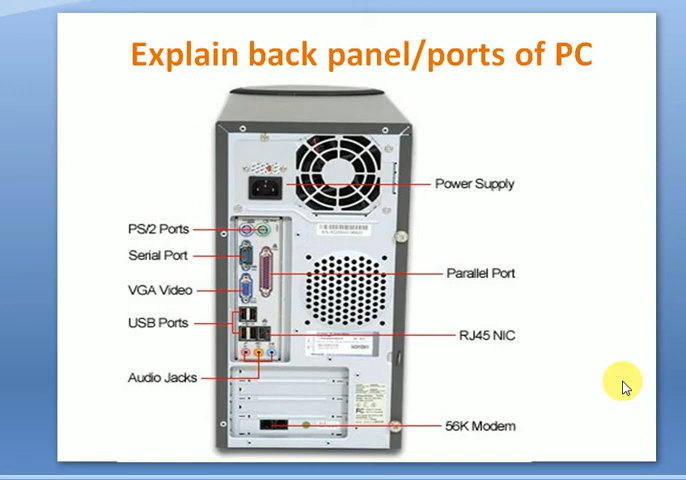 Explain back panel/ports of PC
Power Supply
PS/2 Ports
Serial Port
Parallel Port
VGA Video
USB Ports
RJ45 NIC
Audio Jacks
56K Modem